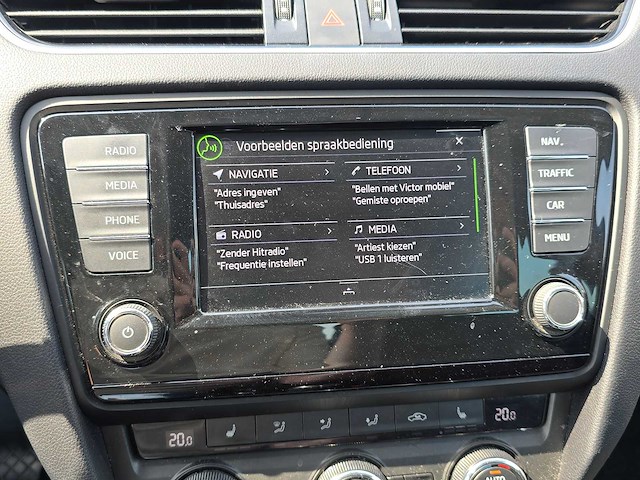 RADIO
MEDIA
PHONE
VOICE
Voorbeelden spraakbediening
NAVIGATIE
"Adres ingeven"
"Thuisadres"
TELEFOON
"Bellen met Victor mobiel"
"Gemiste oproepen"
RADIO
"Zender Hitradio"
"Frequentie instellen"
MEDIA
"Artiest kiezen"
"USB 1 luisteren"
NAV
TRAFFIC
CAR
MENU
20.0
20.0
AUTO